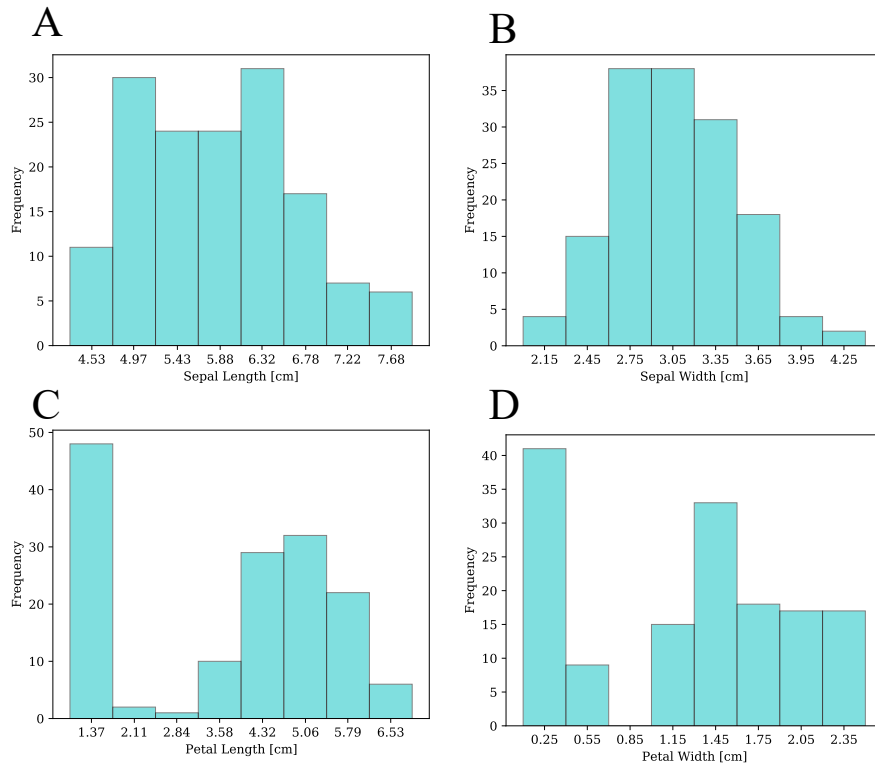 A
30
25
20
15
10
5
0
Frequency
4.53 4.97 5.43 5.88 6.32 6.78 7.22 7.68
Sepal Length [cm]
B
35
30
25
20
15
10
5
0
Frequency
2.15 2.45 2.75 3.05 3.35 3.65 3.95 4.25
Sepal Width [cm]
C
50
40
30
20
10
0
Frequency
1.37 2.11 2.84 3.58 4.32 5.06 5.79 6.53
Petal Length [cm]
D
40
35
30
25
20
15
10
5
0
Frequency
0.25 0.55 0.85 1.15 1.45 1.75 2.05 2.35
Petal Width [cm]